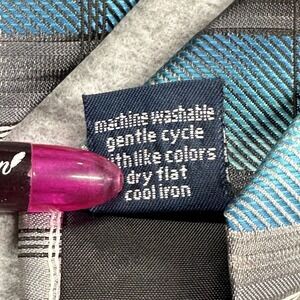 machine washable
gentle cycle
ith like colors
dry flat
cool iron